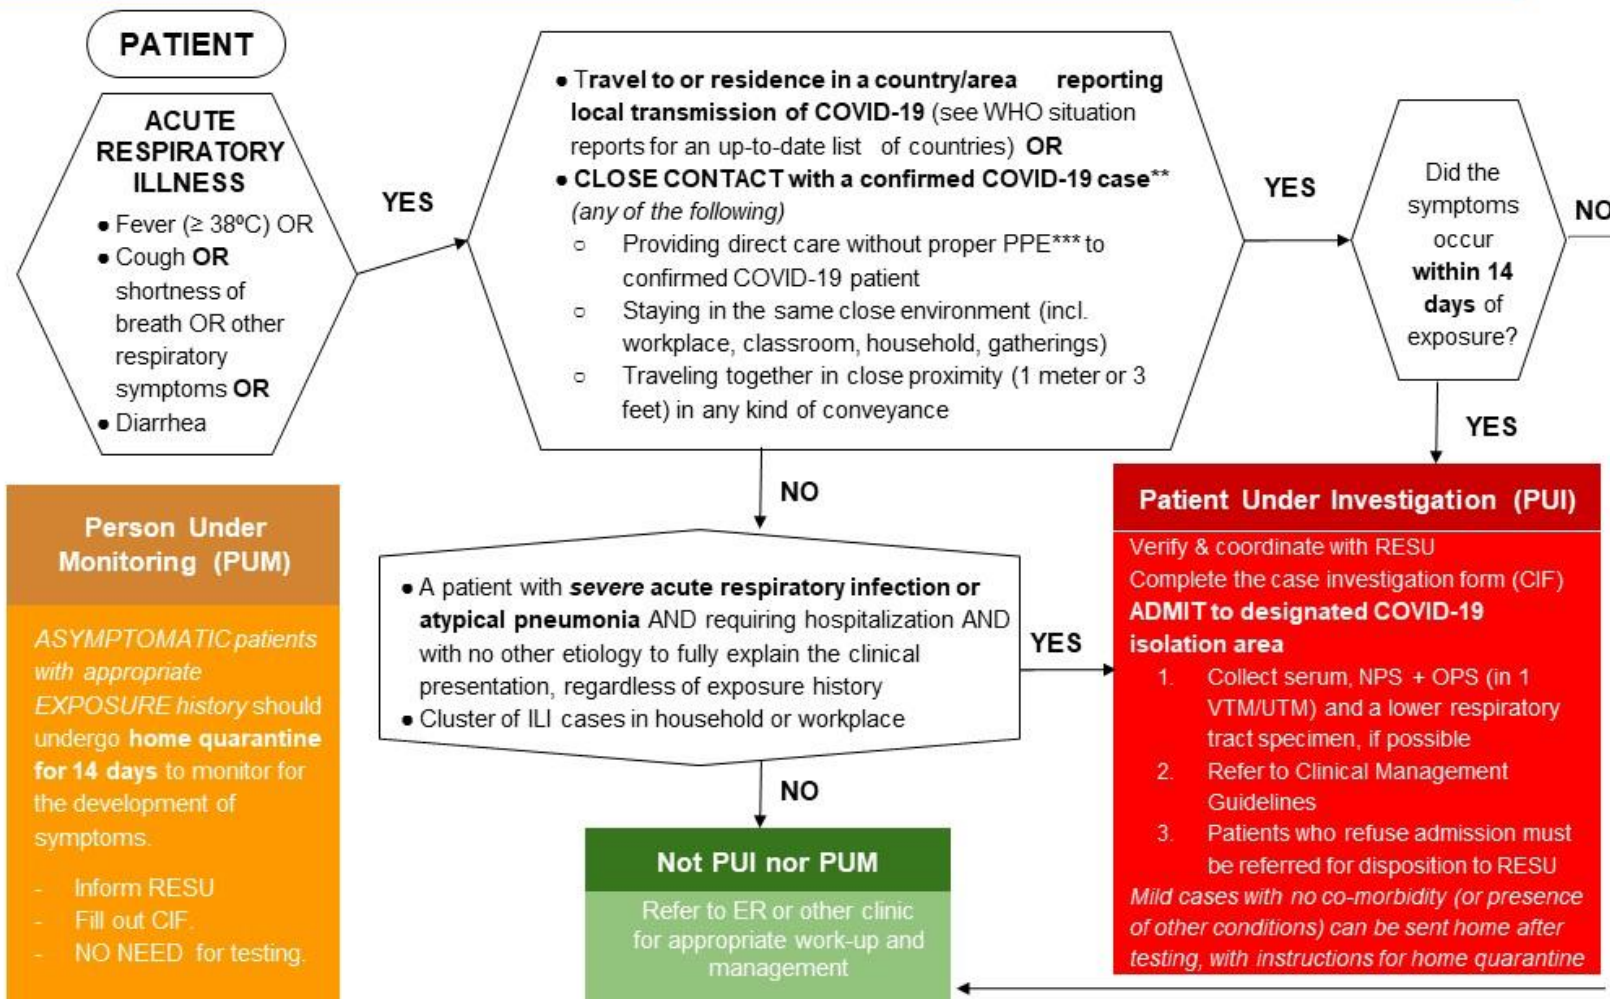 PATIENT
ACUTE
RESPIRATORY
ILLNESS
● Fever (≥ 38ºC) OR
● Cough OR
shortness of
breath OR other
respiratory
symptoms OR
● Diarrhea
YES
● Travel to or residence in a country/area reporting
local transmission of COVID-19 (see WHO situation
reports for an up-to-date list of countries) OR
● CLOSE CONTACT with a confirmed COVID-19 case**
(any of the following)
○ Providing direct care without proper PPE*** to
confirmed COVID-19 patient
○ Staying in the same close environment (incl.
workplace, classroom, household, gatherings)
○ Traveling together in close proximity (1 meter or 3
feet) in any kind of conveyance
YES
Did the
symptoms
occur
within 14
days of
exposure?
NO
YES
NO
Person Under
Monitoring (PUM)
ASYMPTOMATIC patients
with appropriate
EXPOSURE history should
undergo home quarantine
for 14 days to monitor for
the development of
symptoms.
- Inform RESU
- Fill out CIF.
- NO NEED for testing.
● A patient with severe acute respiratory infection or
atypical pneumonia AND requiring hospitalization AND
with no other etiology to fully explain the clinical
presentation, regardless of exposure history
● Cluster of ILI cases in household or workplace
YES
NO
Not PUI nor PUM
Refer to ER or other clinic
for appropriate work-up and
management
Patient Under Investigation (PUI)
Verify & coordinate with RESU
Complete the case investigation form (CIF)
ADMIT to designated COVID-19
isolation area
1. Collect serum, NPS + OPS (in 1
VTM/UTM) and a lower respiratory
tract specimen, if possible
2. Refer to Clinical Management
Guidelines
3. Patients who refuse admission must
be referred for disposition to RESU
Mild cases with no co-morbidity (or presence
of other conditions) can be sent home after
testing, with instructions for home quarantine